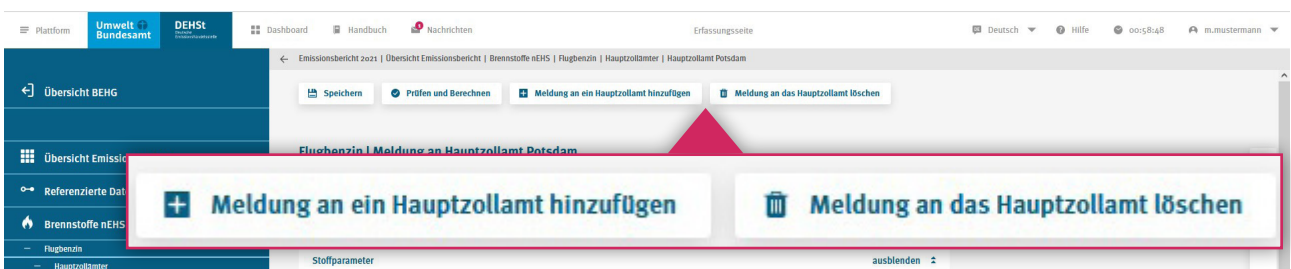 Plattform
Umwelt
Bundesamt
DEHSt
Deutsche
Emissionshandelsstelle
Dashboard
Handbuch
Nachrichten
Erfassungsseite
Deutsch
Hilfe
00:58:48
m.mustermann
Emissionsbericht 2021 | Übersicht Emissionsbericht | Brennstoffe nEHS | Flugbenzin | Hauptzollämter | Hauptzollamt Potsdam
Übersicht BEHG
Speichern
Prüfen und Berechnen
Meldung an ein Hauptzollamt hinzufügen
Meldung an das Hauptzollamt löschen
Übersicht Emissio
Flugbenzin | Meldung an Hauptzollamt Potsdam
Referenzierte Dat
Meldung an ein Hauptzollamt hinzufügen
Meldung an das Hauptzollamt löschen
Brennstoffe nEHS
Flugbenzin
Hauptzollämter
Stoffparameter
ausblenden